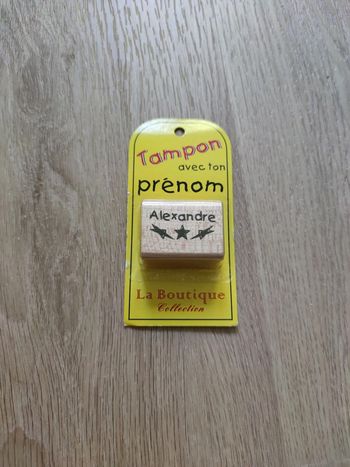 Tampon
avec ton
prénom
Alexandre
La Boutique
Collection